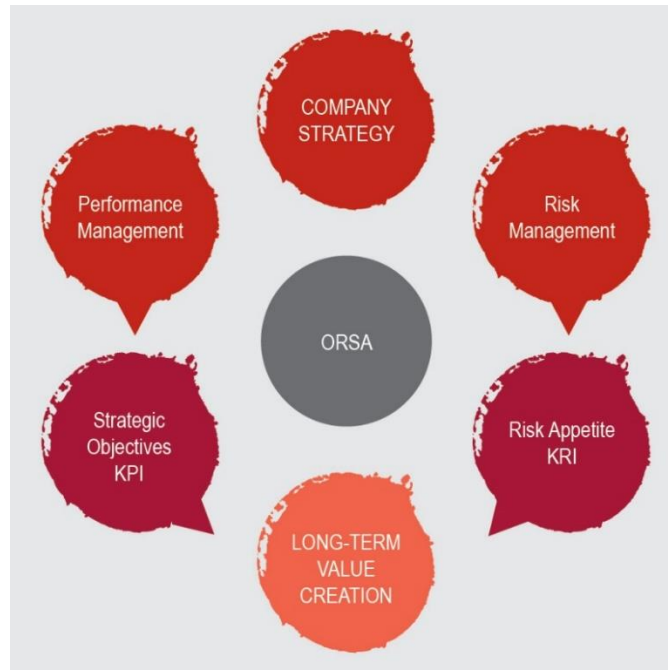 COMPANY
STRATEGY
Performance
Management
Risk
Management
ORSA
Strategic
Objectives
KPI
Risk Appetite
KRI
LONG-TERM
VALUE
CREATION